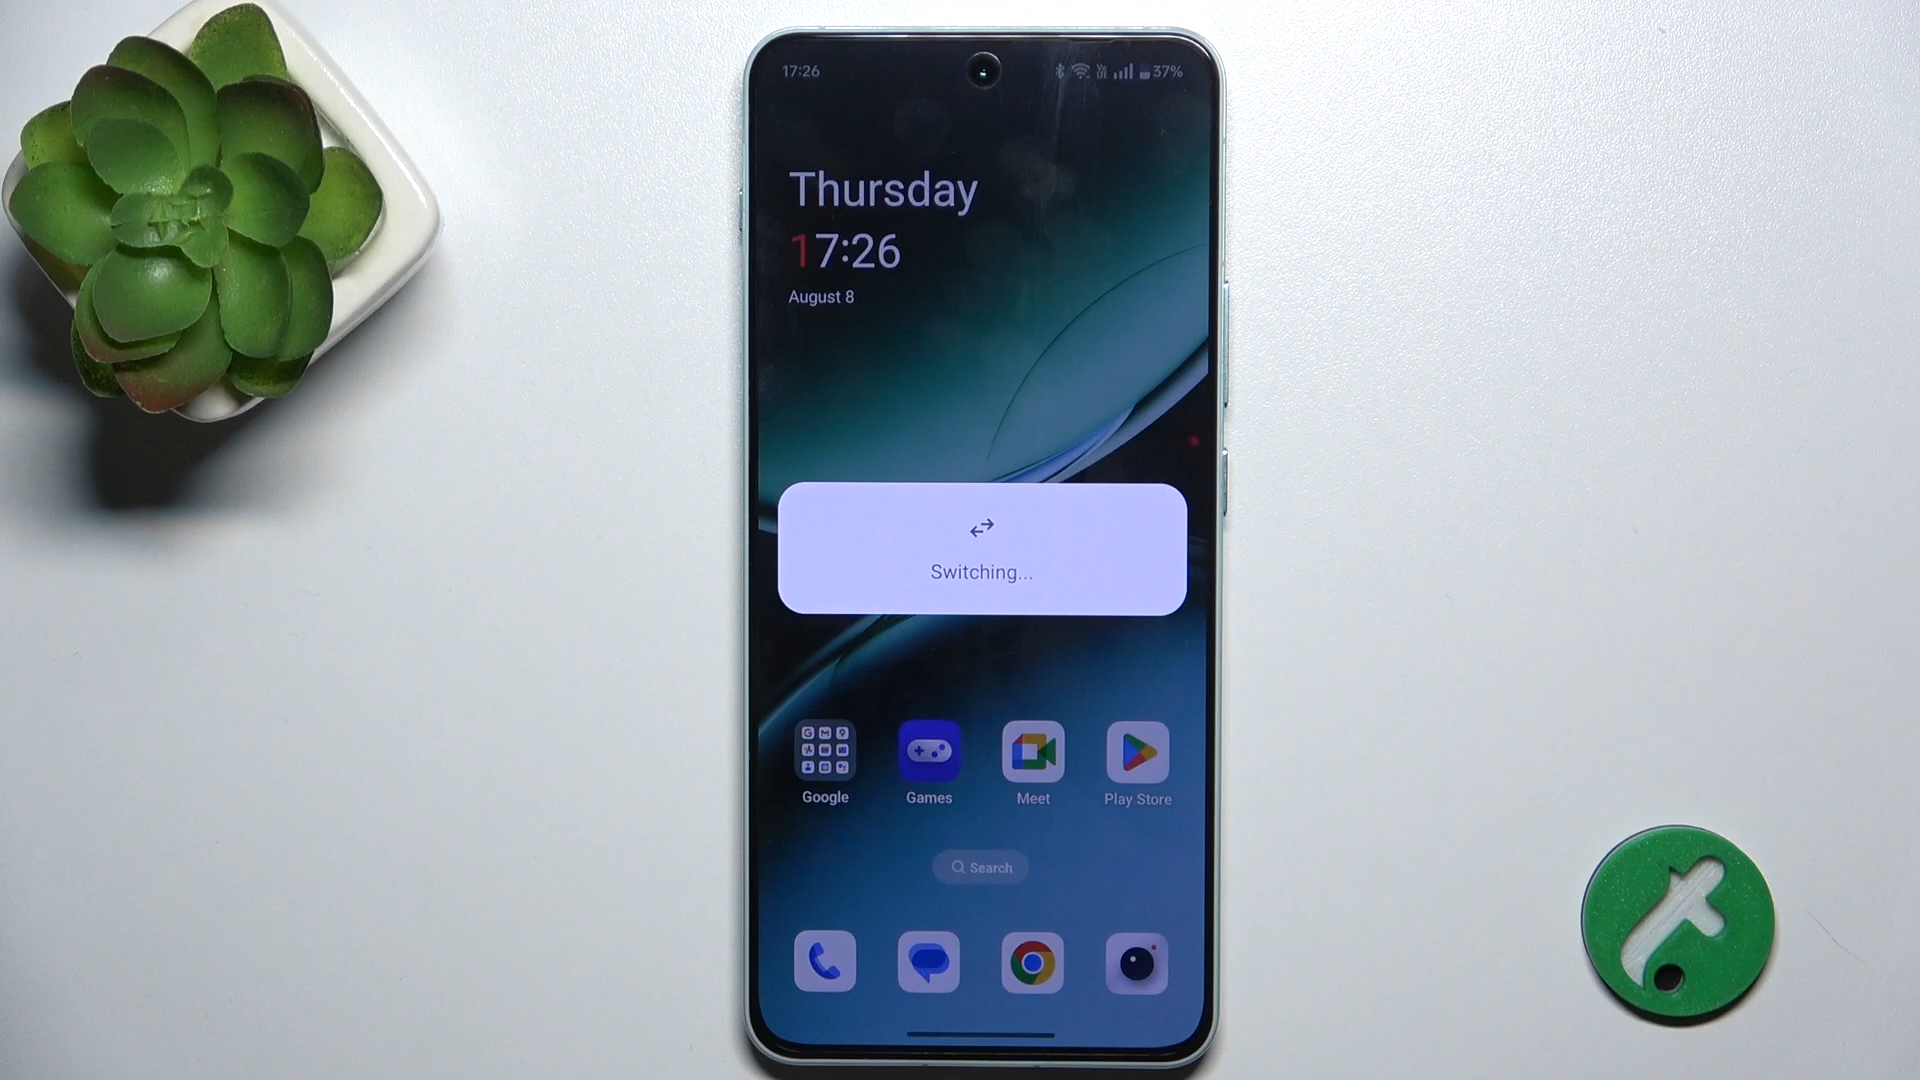 17:26
37%
Thursday
17:26
August 8
Switching...
Google
Games
Meet
Play Store
Search